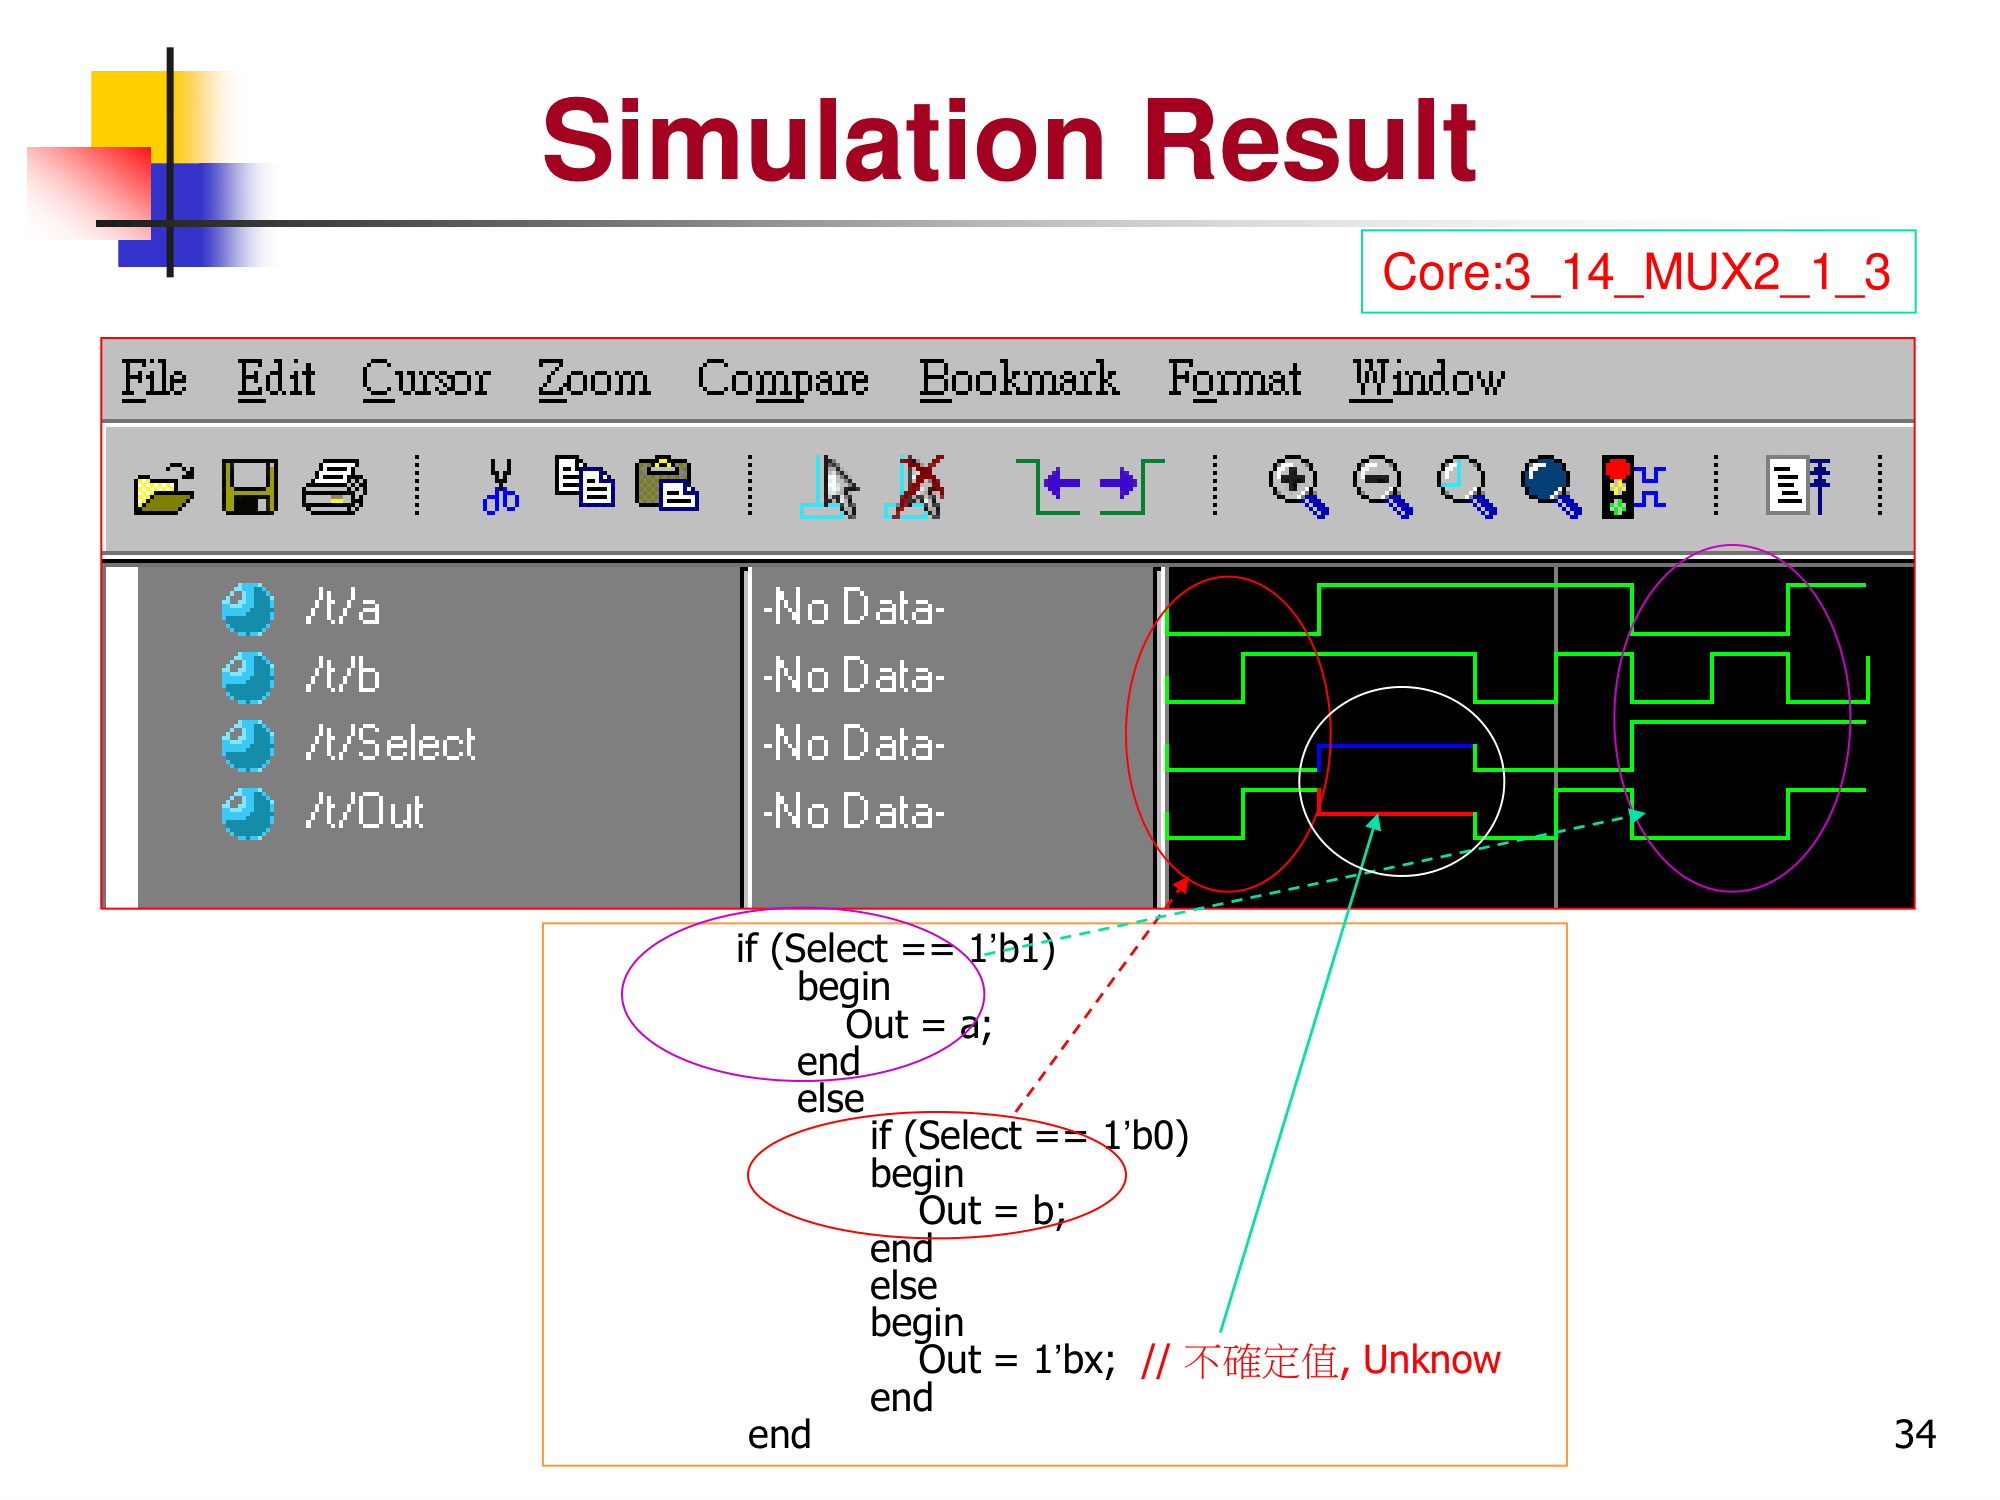 Simulation Result
Core:3_14_MUX2_1_3
File Edit Cursor Zoom Compare Bookmark Format Window
/t/a -No Data-
/t/b -No Data-
/t/Select -No Data-
/t/Out -No Data-
if (Select == 1’b1)
begin
Out = a;
end
else
if (Select == 1’b0)
begin
Out = b;
end
else
begin
Out = 1’bx; // 不確定值, Unknow
end
end
34